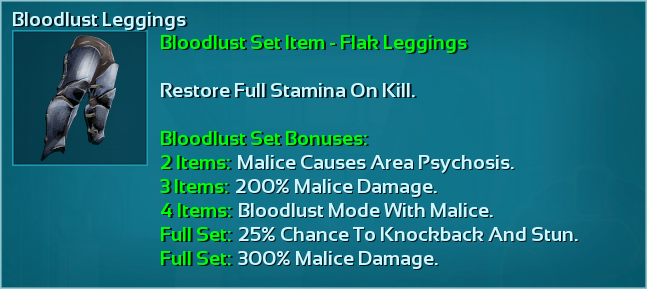 Bloodlust Leggings
Bloodlust Set Item - Flak Leggings
Restore Full Stamina On Kill.
Bloodlust Set Bonuses:
2 Items: Malice Causes Area Psychosis.
3 Items: 200% Malice Damage.
4 Items: Bloodlust Mode With Malice.
Full Set: 25% Chance To Knockback And Stun.
Full Set: 300% Malice Damage.